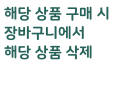 해당 상품 구매 시
장바구니에서
해당 상품 삭제